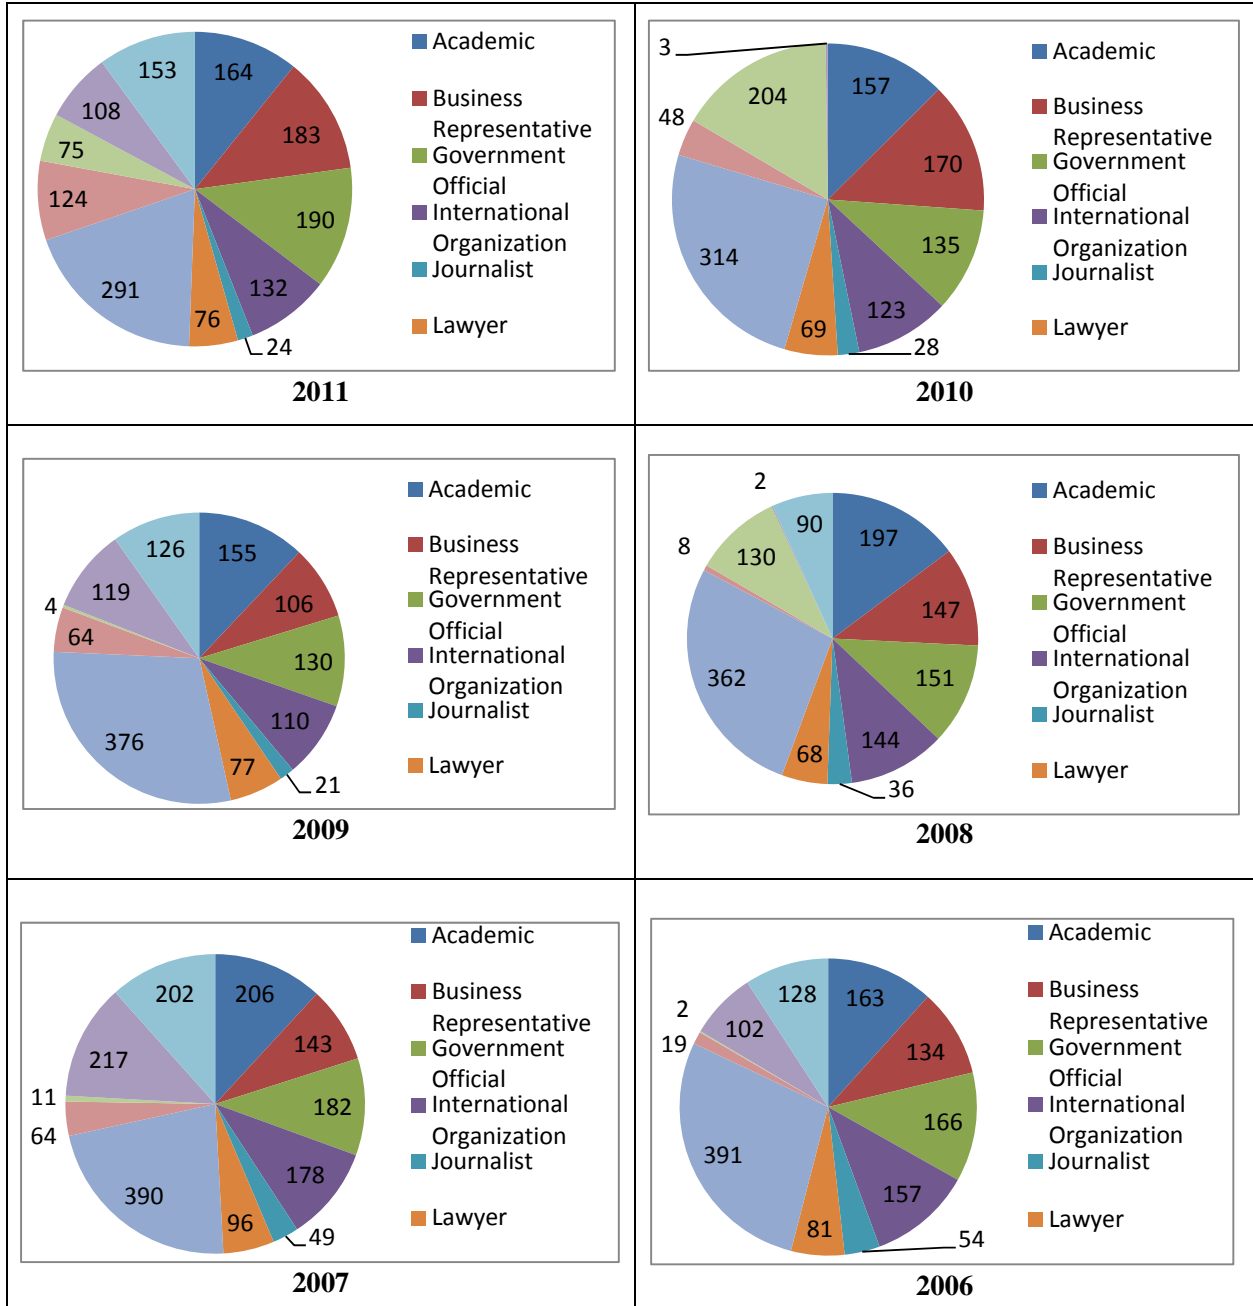 153
164
108
183
75
124
190
291
132
76
24
Academic
Business
Representative
Government
Official
International
Organization
Journalist
Lawyer
2011
3
157
204
48
170
135
314
123
69
28
Academic
Business
Representative
Government
Official
International
Organization
Journalist
Lawyer
2010
126
155
119
106
4
64
130
110
376
77
21
Academic
Business
Representative
Government
Official
International
Organization
Journalist
Lawyer
2009
2
90
197
130
8
147
151
362
144
68
36
Academic
Business
Representative
Government
Official
International
Organization
Journalist
Lawyer
2008
202
206
143
217
11
64
182
178
390
96
49
Academic
Business
Representative
Government
Official
International
Organization
Journalist
Lawyer
2007
128
163
2
102
19
134
166
391
157
81
54
Academic
Business
Representative
Government
Official
International
Organization
Journalist
Lawyer
2006